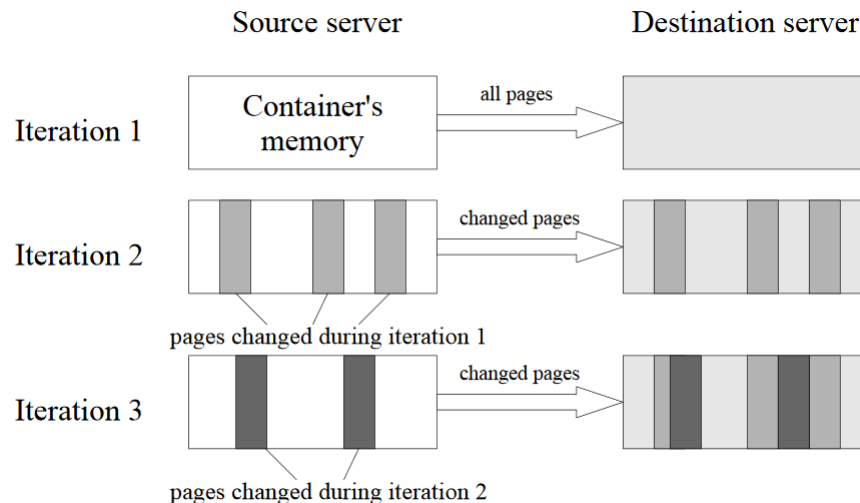 Source server
Destination server
Iteration 1
Container's
memory
all pages
Iteration 2
changed pages
pages changed during iteration 1
Iteration 3
changed pages
pages changed during iteration 2